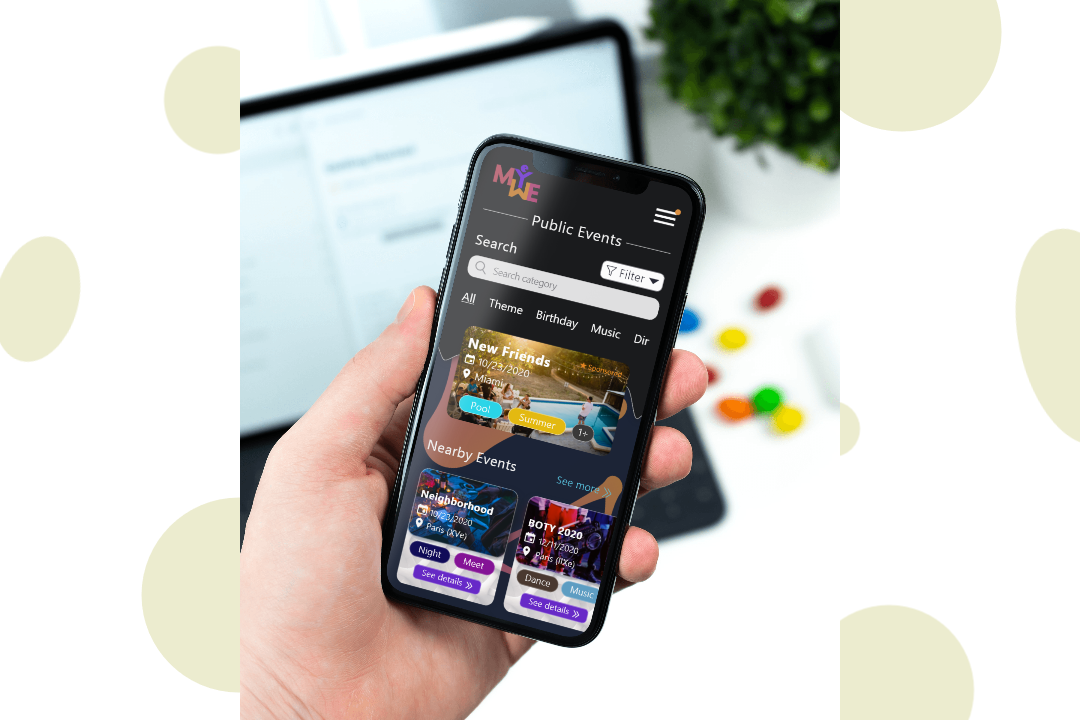 MYWE
Public Events
Search
Filter
Search category
All Theme Birthday Music Dir
New Friends
10/23/2020
Sponsored
Miami
Pool Summer 1+
Nearby Events
See more »
Neighborhood
10/22/2020
Paris (XVe)
Night Meet
See details »
BOTY 2020
12/11/2020
Paris (IIXe)
Dance Music
See details »